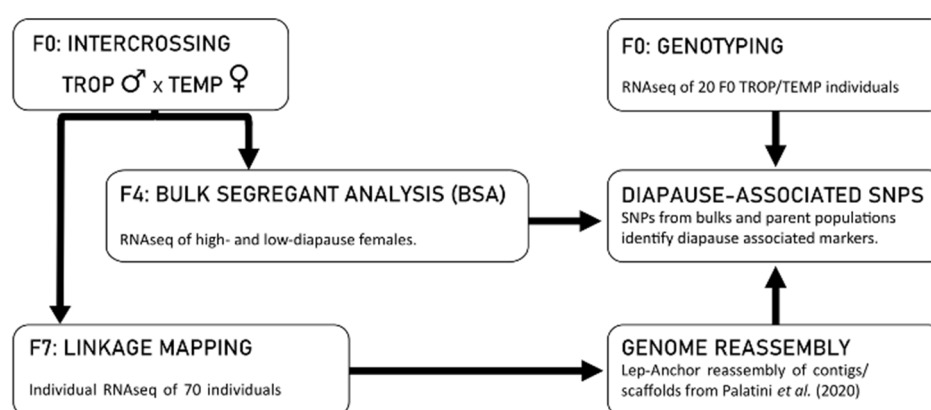 F0: INTERCROSSING
TROP ♂ x TEMP ♀
F0: GENOTYPING
RNAseq of 20 F0 TROP/TEMP individuals
F4: BULK SEGREGANT ANALYSIS (BSA)
RNAseq of high- and low-diapause females.
DIAPAUSE-ASSOCIATED SNPS
SNPs from bulks and parent populations
identify diapause associated markers.
F7: LINKAGE MAPPING
Individual RNAseq of 70 individuals
GENOME REASSEMBLY
Lep-Anchor reassembly of contigs/
scaffolds from Palatini et al. (2020)